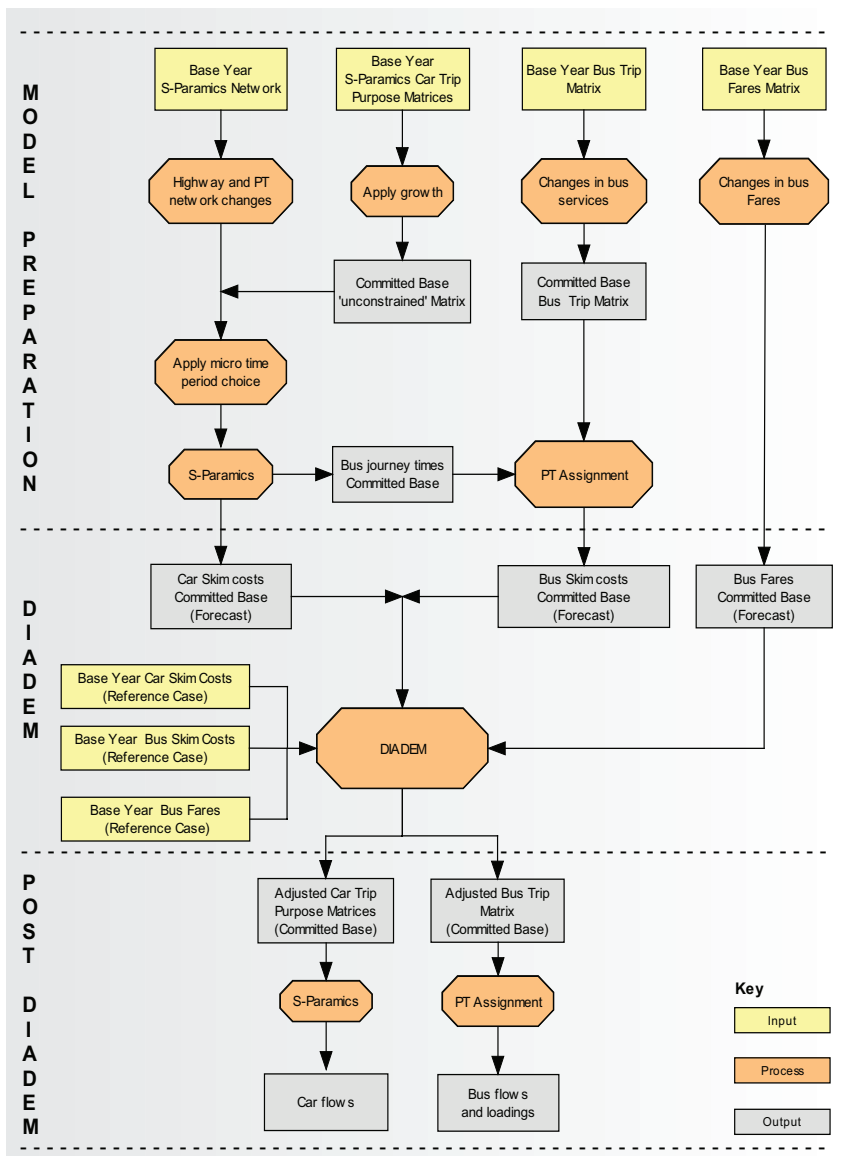 MODEL PREPARATION
Base Year
S-Paramics Network
Base Year
S-Paramics Car Trip
Purpose Matrices
Base Year Bus Trip
Matrix
Base Year Bus
Fares Matrix
Highway and PT
network changes
Apply growth
Changes in bus
services
Changes in bus
Fares
Committed Base
'unconstrained' Matrix
Committed Base
Bus Trip Matrix
Apply micro time
period choice
S-Paramics
Bus journey times
Committed Base
PT Assignment
DIADEM
Car Skim costs
Committed Base
(Forecast)
Bus Skim costs
Committed Base
(Forecast)
Bus Fares
Committed Base
(Forecast)
Base Year Car Skim Costs
(Reference Case)
Base Year Bus Skim Costs
(Reference Case)
Base Year Bus Fares
(Reference Case)
DIADEM
POST DIADEM
Adjusted Car Trip
Purpose Matrices
(Committed Base)
Adjusted Bus Trip
Matrix
(Committed Base)
S-Paramics
PT Assignment
Car flows
Bus flows
and loadings
Key
Input
Process
Output